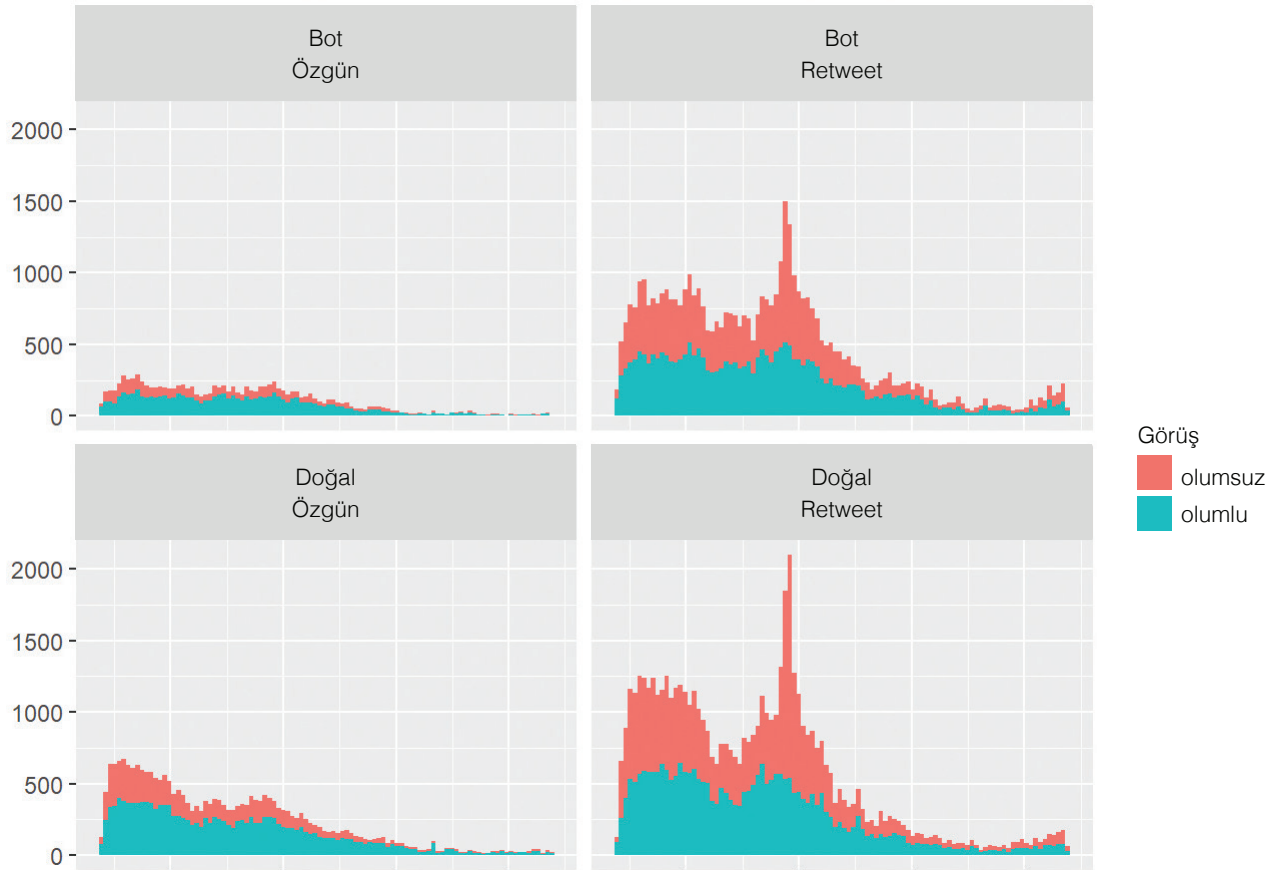 Bot
Özgün
Bot
Retweet
2000
1500
1000
500
0
Doğal
Özgün
Doğal
Retweet
2000
1500
1000
500
0
Görüş
olumsuz
olumlu